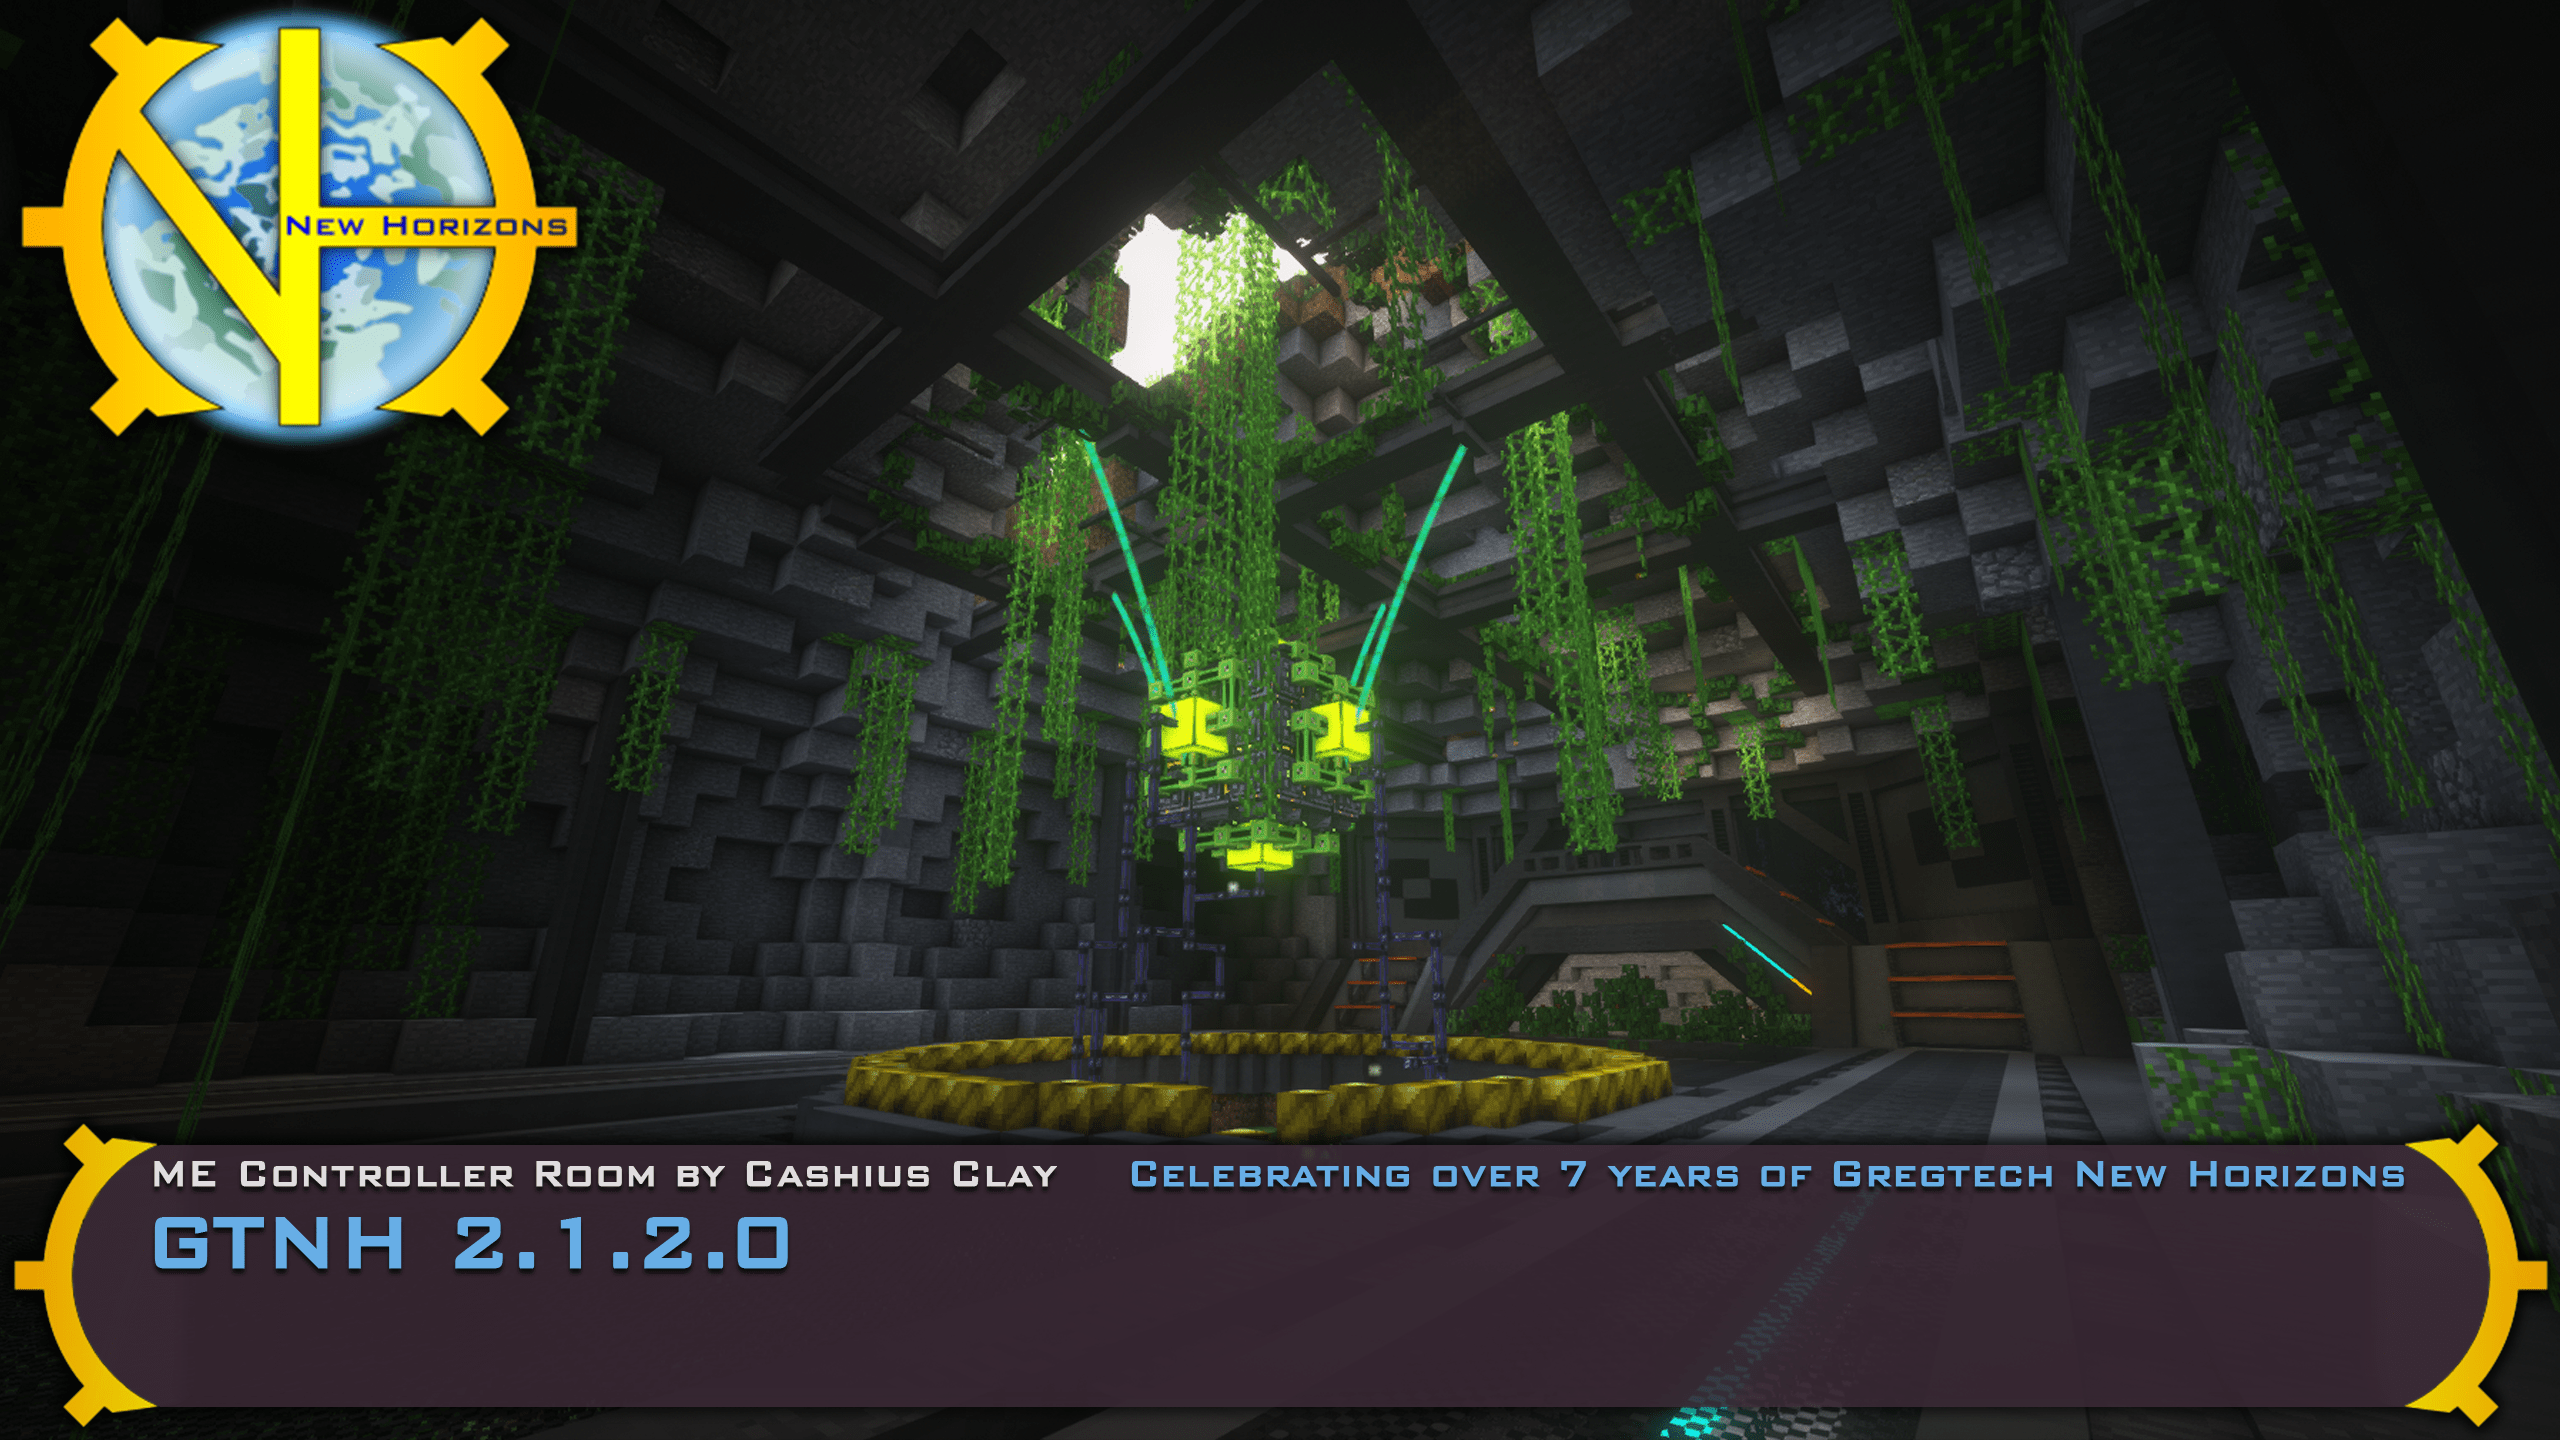 New Horizons
ME Controller Room by Cashius Clay
Celebrating over 7 years of Gregtech New Horizons
GTNH 2.1.2.0